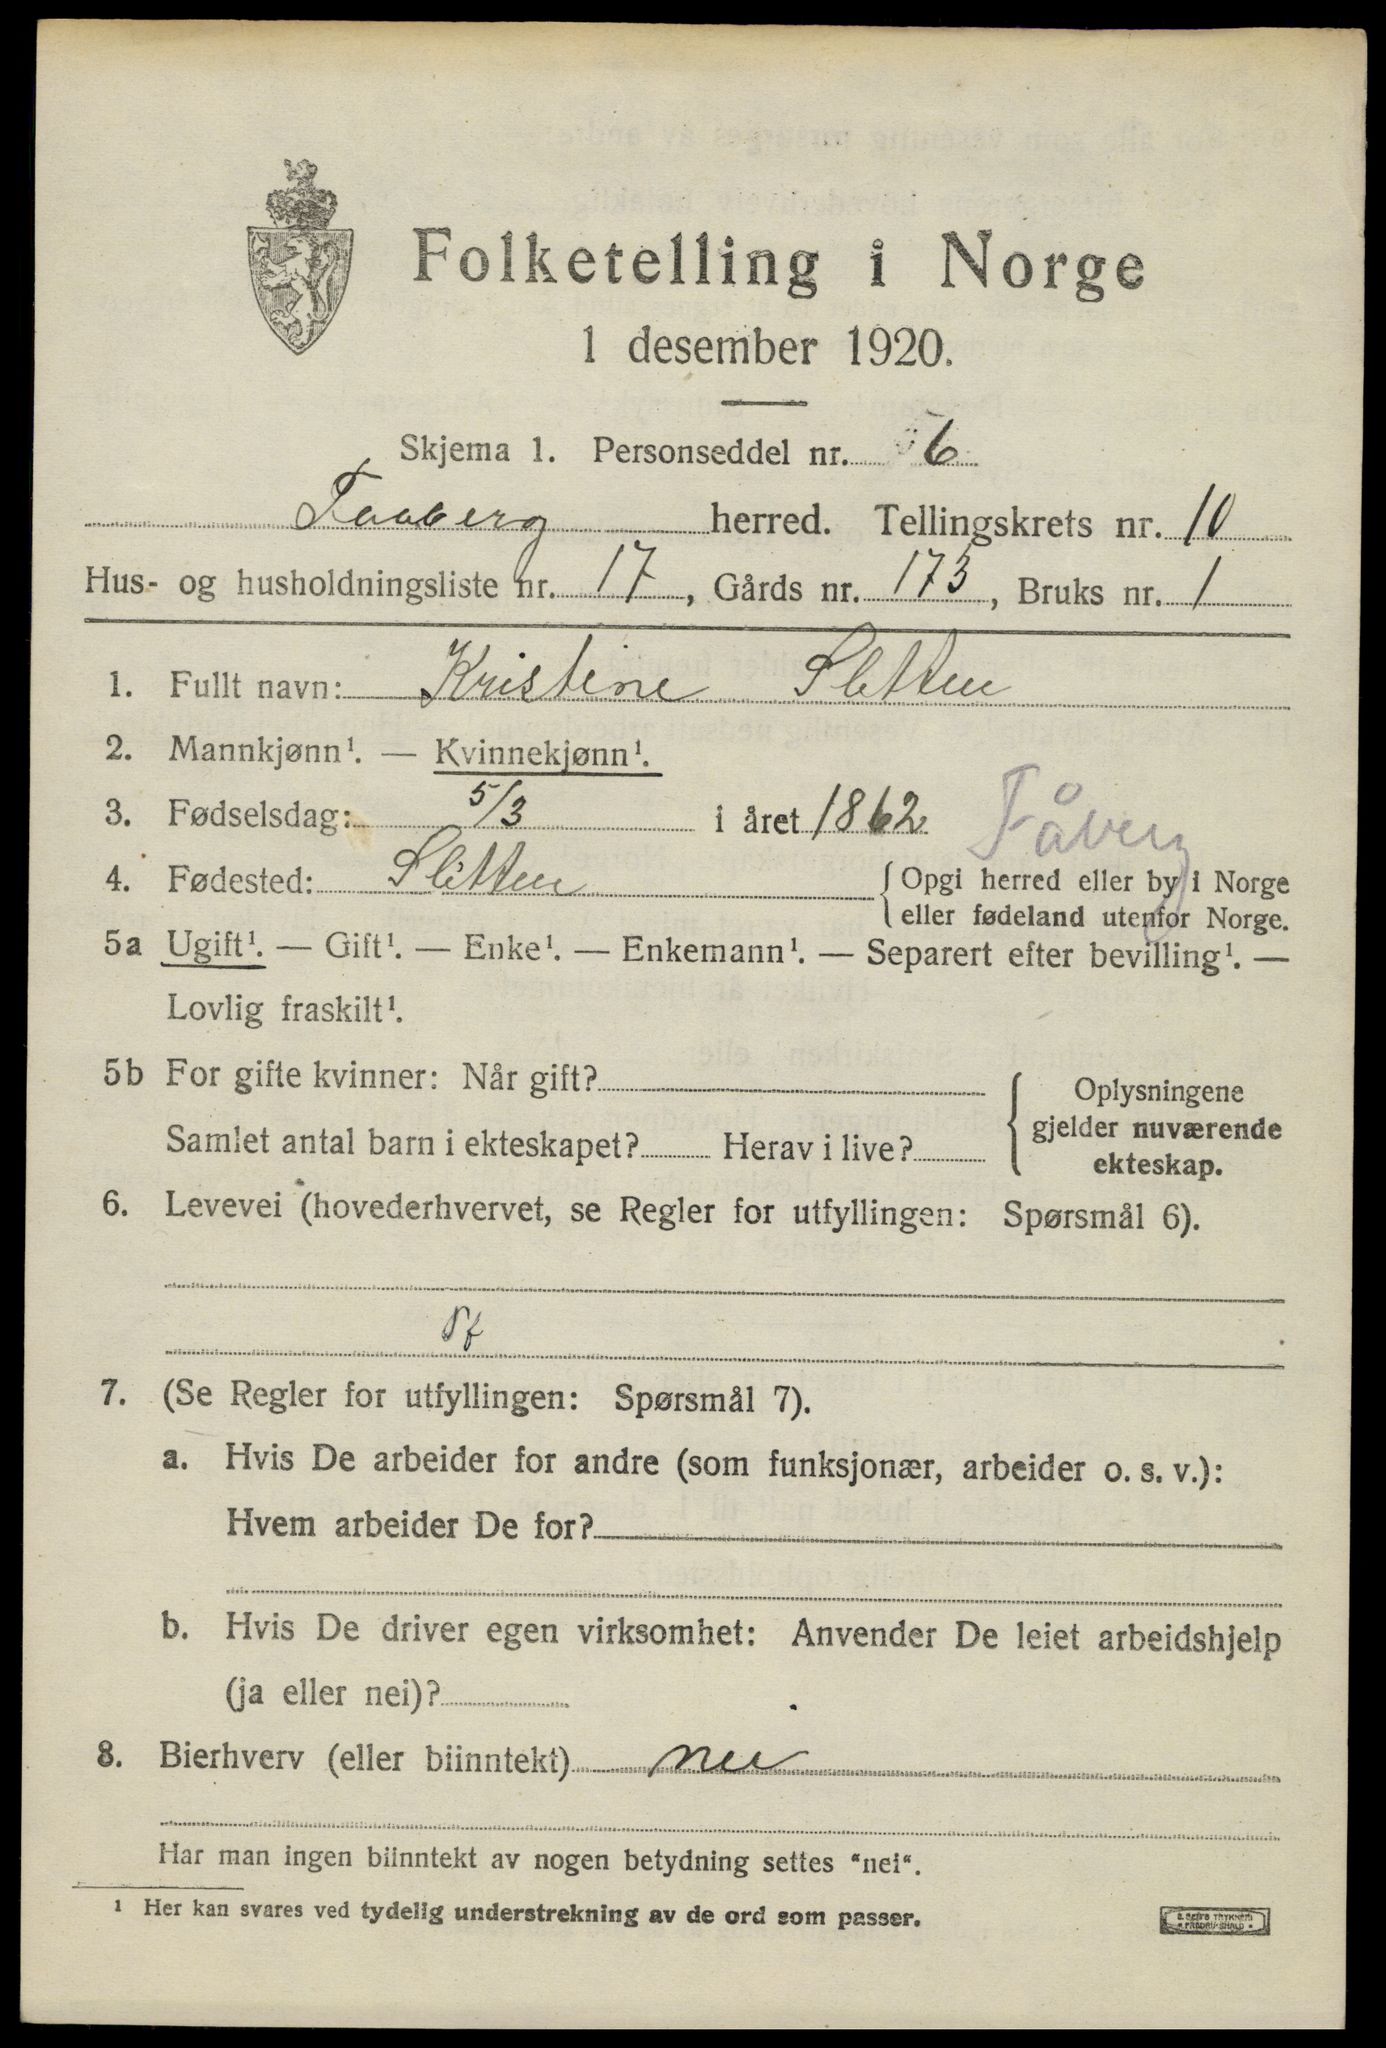 Folketelling i Norge
1 desember 1920.
Skjema 1. Personseddel nr. 6
Faaberg herred. Tellingskrets nr. 10
Hus- og husholdningsliste nr. 17, Gårds nr. 173, Bruks nr. 1
1. Fullt navn: Kristine Sletten
2. Mannkjønn¹. — Kvinnekjønn¹.
3. Fødselsdag: 5/3 i året 1862
Fåberg
4. Fødested: Sletten {Opgi herred eller by i Norge
eller fødeland utenfor Norge.
5a Ugift¹. — Gift¹. — Enke¹. — Enkemann¹. — Separert efter bevilling¹. —
Lovlig fraskilt¹.
5b For gifte kvinner: Når gift? { Oplysningene
gjelder nuværende
Samlet antal barn i ekteskapet? Herav i live?
ekteskap.
6. Levevei (hovederhvervet, se Regler for utfyllingen: Spørsmål 6).
7. (Se Regler for utfyllingen: Spørsmål 7).
a. Hvis De arbeider for andre (som funksjonær, arbeider o. s. v.):
Hvem arbeider De for?
b. Hvis De driver egen virksomhet: Anvender De leiet arbeidshjelp
(ja eller nei)?
8. Bierhverv (eller biinntekt) nei
Har man ingen biinntekt av nogen betydning settes "nei".
¹ Her kan svares ved tydelig understrekning av de ord som passer.